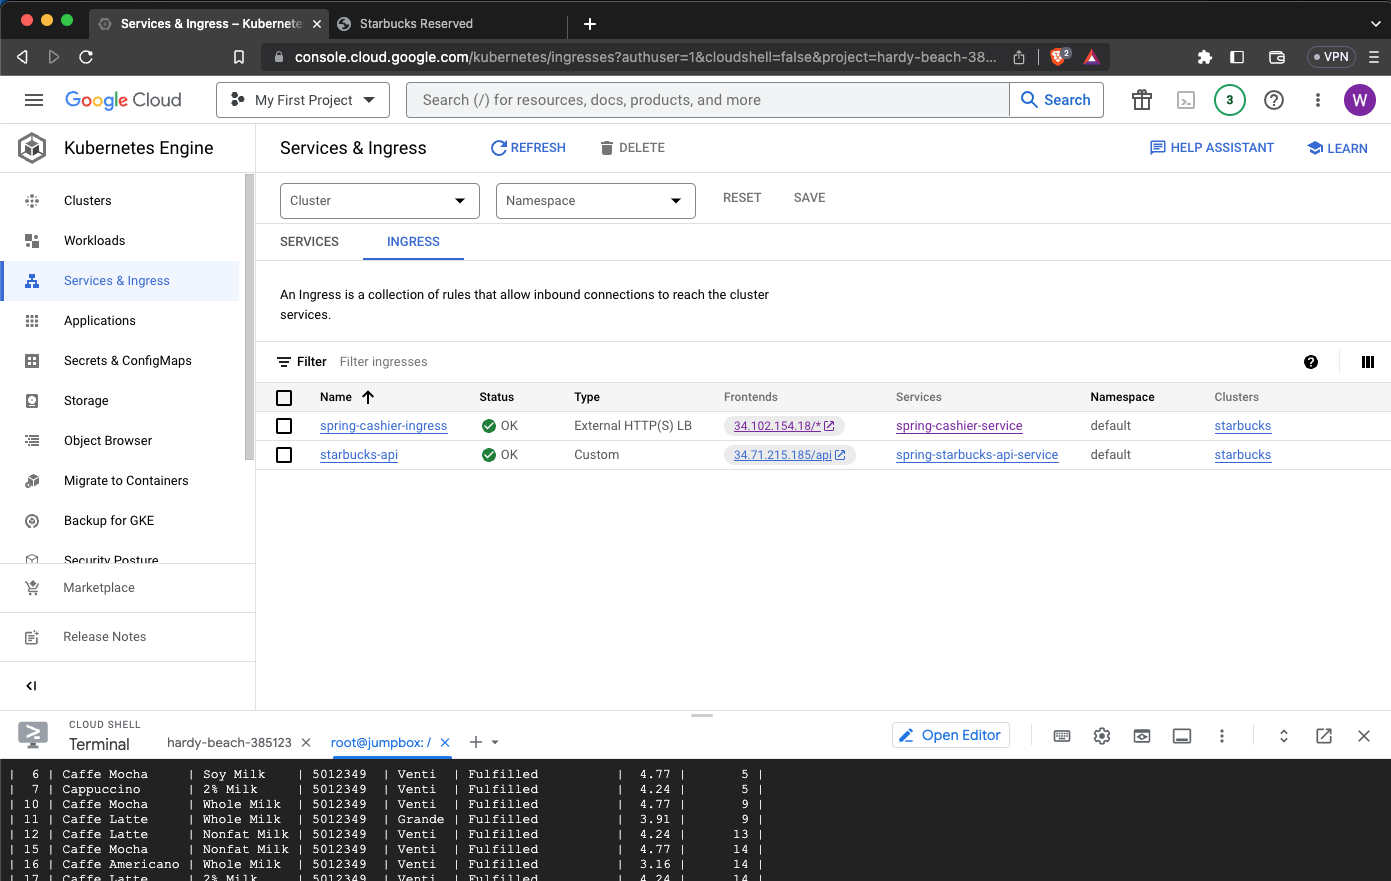 Services & Ingress – Kubernete
Starbucks Reserved
console.cloud.google.com/kubernetes/ingresses?authuser=1&cloudshell=false&project=hardy-beach-38...
2
VPN
Google Cloud
My First Project
Search (/) for resources, docs, products, and more
Search
3
W
Kubernetes Engine
Services & Ingress
REFRESH
DELETE
HELP ASSISTANT
LEARN
Clusters
Workloads
Services & Ingress
Applications
Secrets & ConfigMaps
Storage
Object Browser
Migrate to Containers
Backup for GKE
Security Posture
Marketplace
Release Notes
Cluster
Namespace
RESET
SAVE
SERVICES
INGRESS
An Ingress is a collection of rules that allow inbound connections to reach the cluster
services.
Filter Filter ingresses
Name Status Type Frontends Services Namespace Clusters
spring-cashier-ingress OK External HTTP(S) LB 34.102.154.18/* spring-cashier-service default starbucks
starbucks-api OK Custom 34.71.215.185/api spring-starbucks-api-service default starbucks
CLOUD SHELL
Terminal
hardy-beach-385123
root@jumpbox: /
Open Editor
| 6 | Caffe Mocha | Soy Milk | 5012349 | Venti | Fulfilled | 4.77 | 5 |
| 7 | Cappuccino | 2% Milk | 5012349 | Venti | Fulfilled | 4.24 | 5 |
| 10 | Caffe Mocha | Whole Milk | 5012349 | Venti | Fulfilled | 4.77 | 9 |
| 11 | Caffe Latte | Whole Milk | 5012349 | Grande | Fulfilled | 3.91 | 9 |
| 12 | Caffe Latte | Nonfat Milk | 5012349 | Venti | Fulfilled | 4.24 | 13 |
| 15 | Caffe Mocha | Nonfat Milk | 5012349 | Venti | Fulfilled | 4.77 | 14 |
| 16 | Caffe Americano | Whole Milk | 5012349 | Venti | Fulfilled | 3.16 | 14 |
| 17 | Caffe Latte | 2% Milk | 5012349 | Venti | Fulfilled | 4.24 | 14 |